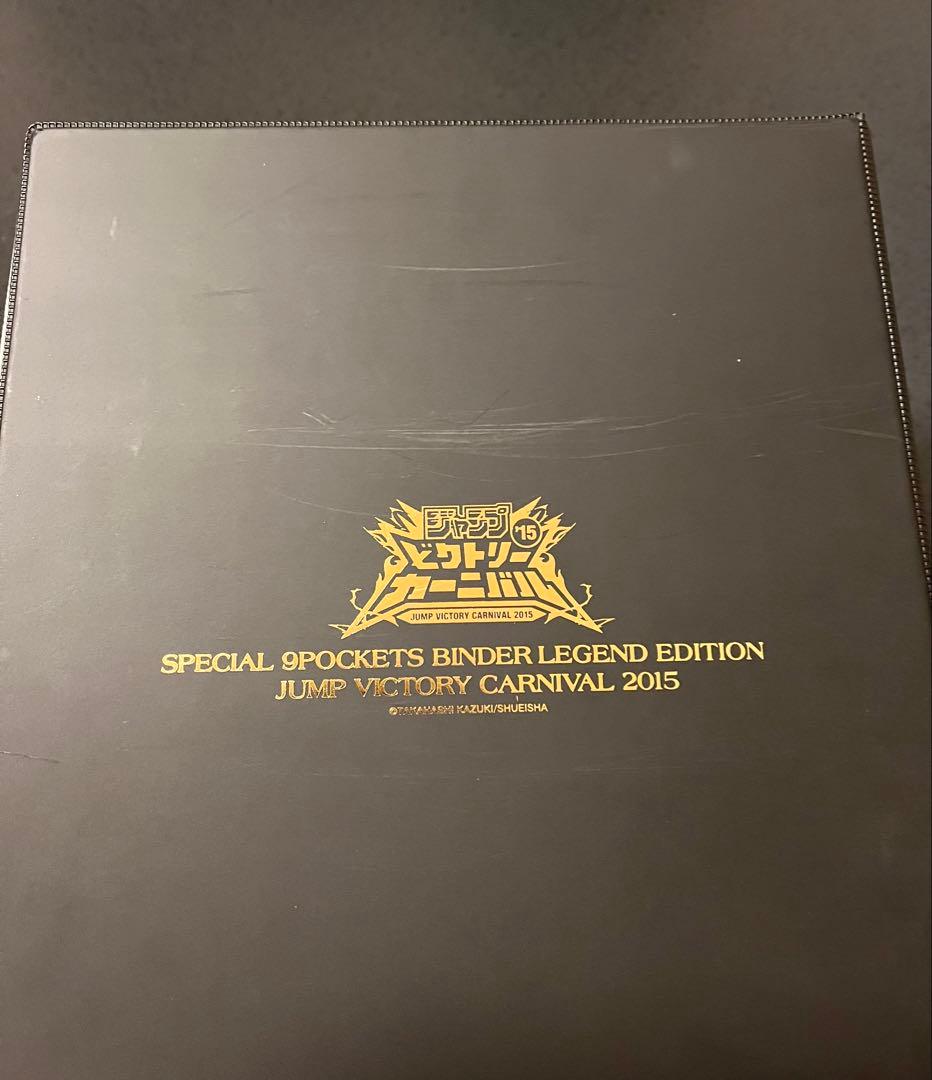 ジャンプ
'15
ビクトリー
カーニバル
JUMP VICTORY CARNIVAL 2015
SPECIAL 9POCKETS BINDER LEGEND EDITION
JUMP VICTORY CARNIVAL 2015
©TAKAHASHI KAZUKI/SHUEISHA